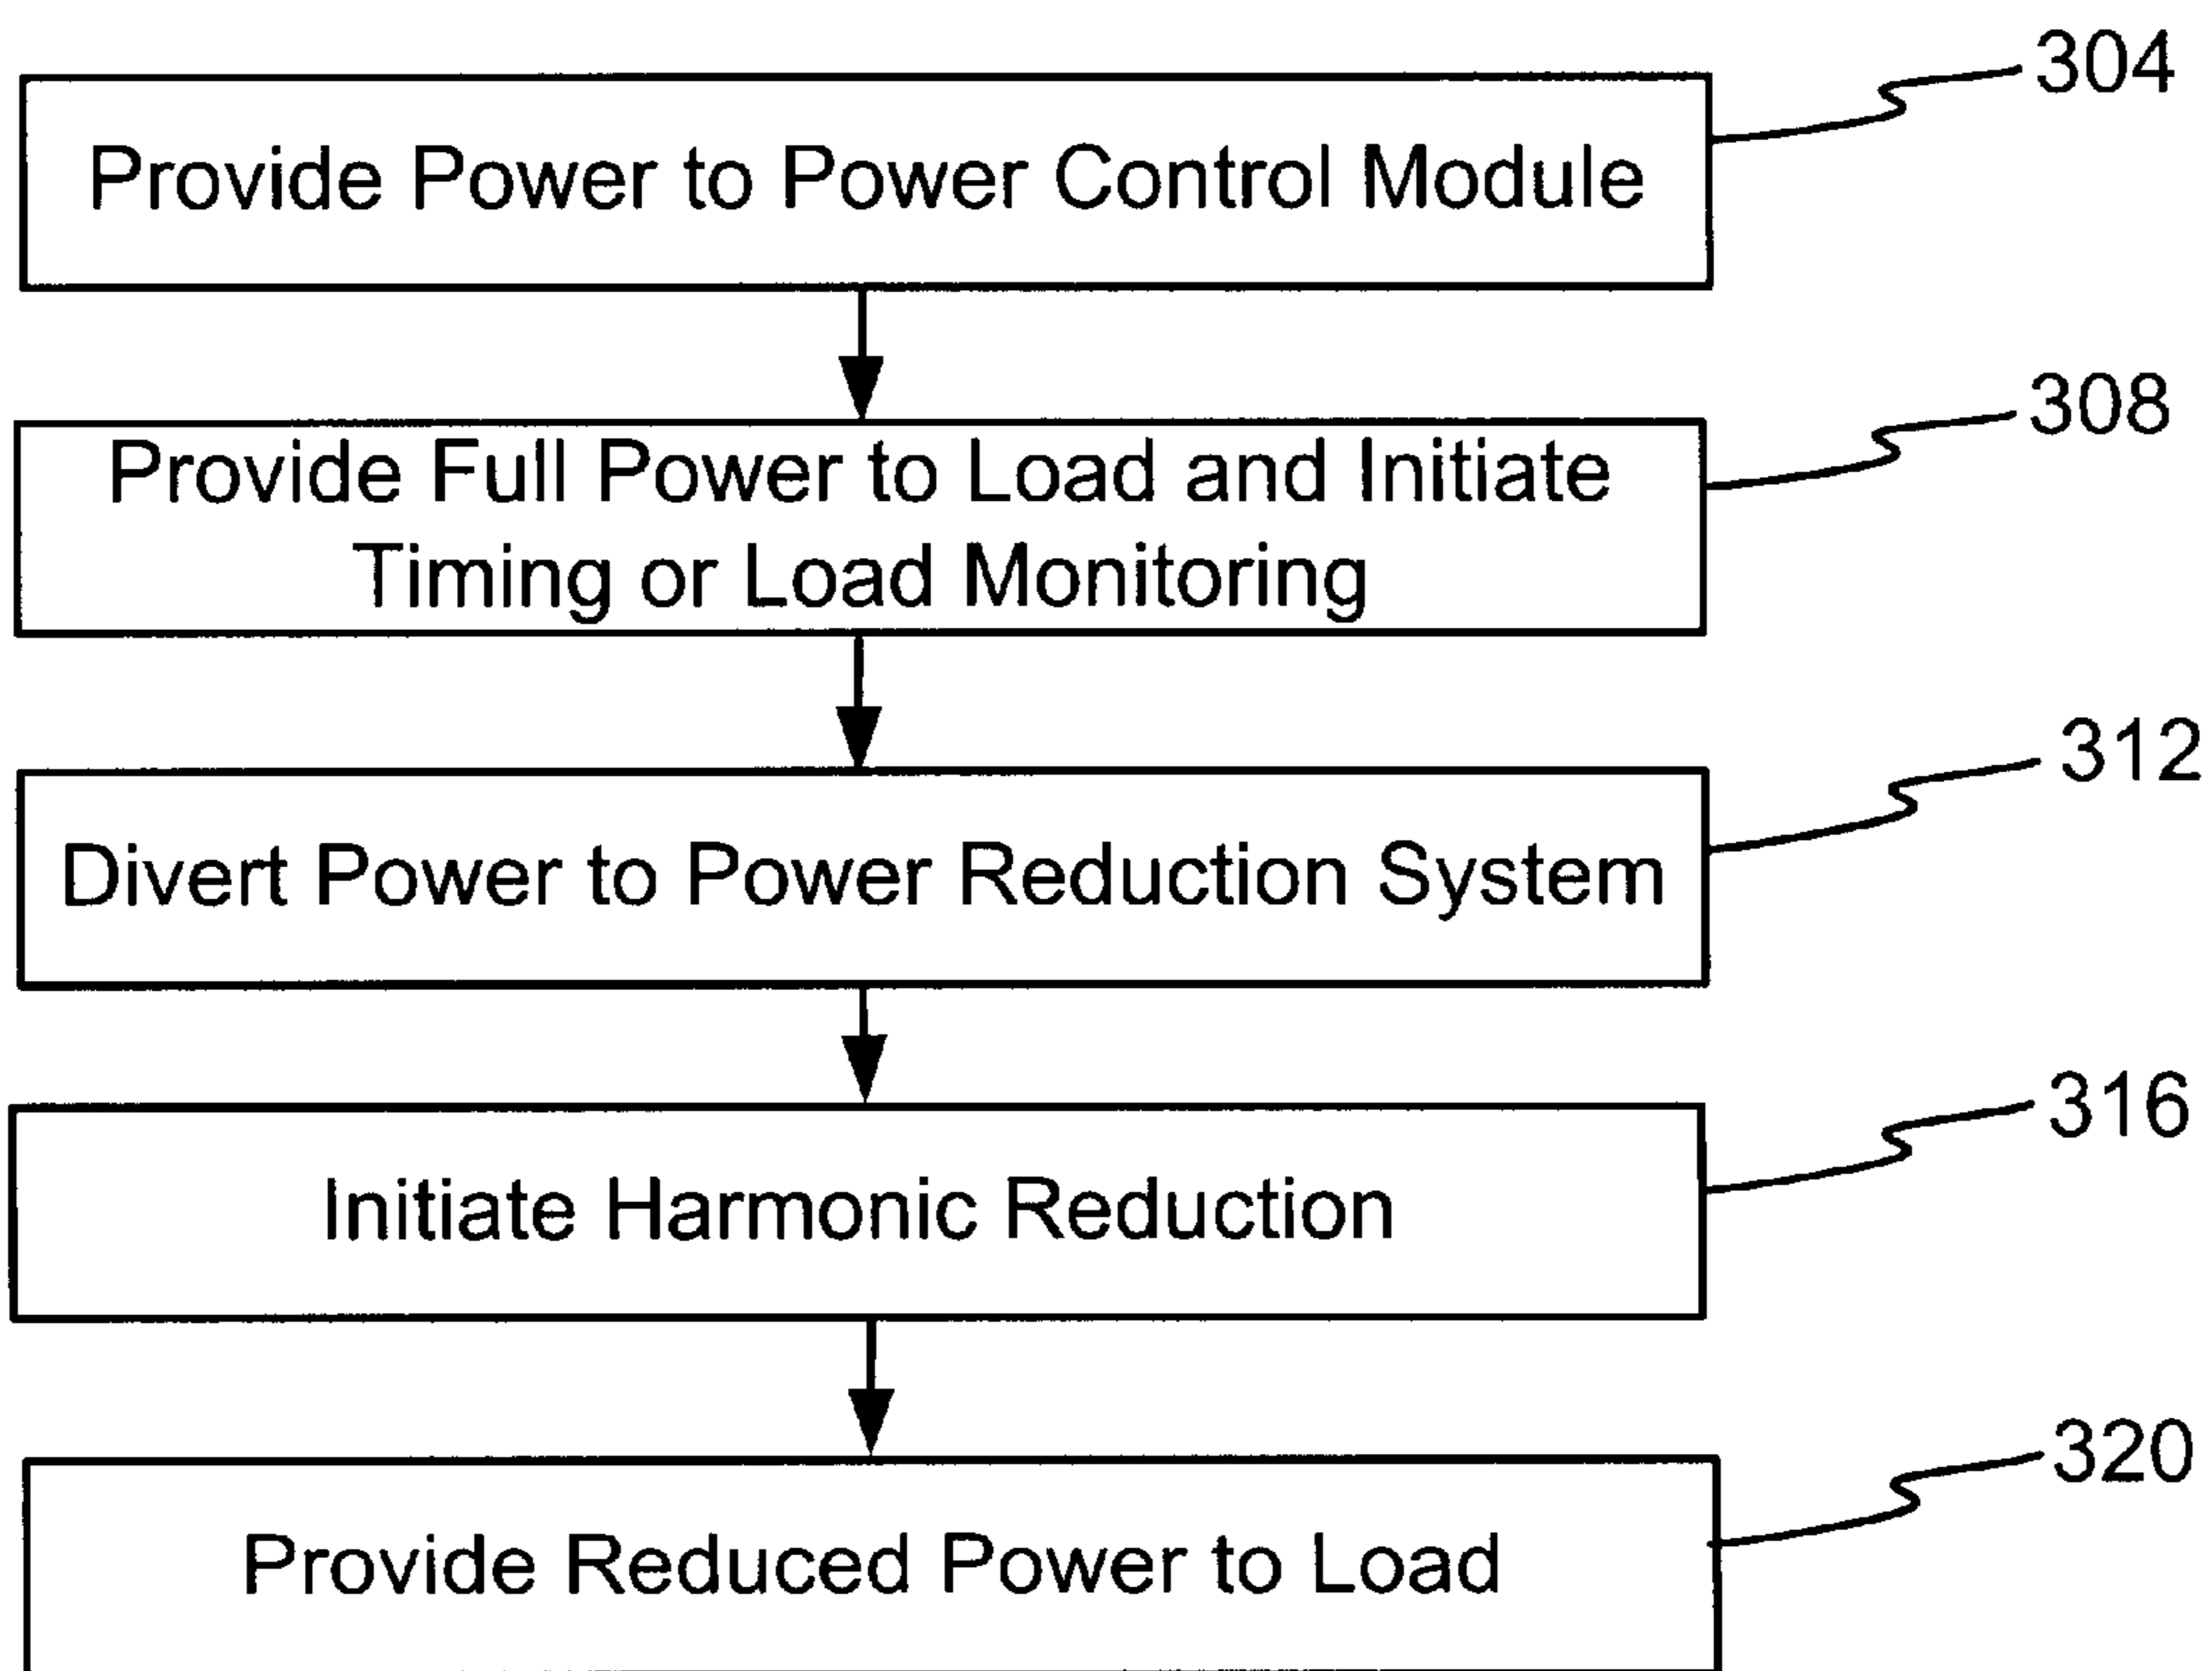 304
Provide Power to Power Control Module
308
Provide Full Power to Load and Initiate
Timing or Load Monitoring
312
Divert Power to Power Reduction System
316
Initiate Harmonic Reduction
320
Provide Reduced Power to Load